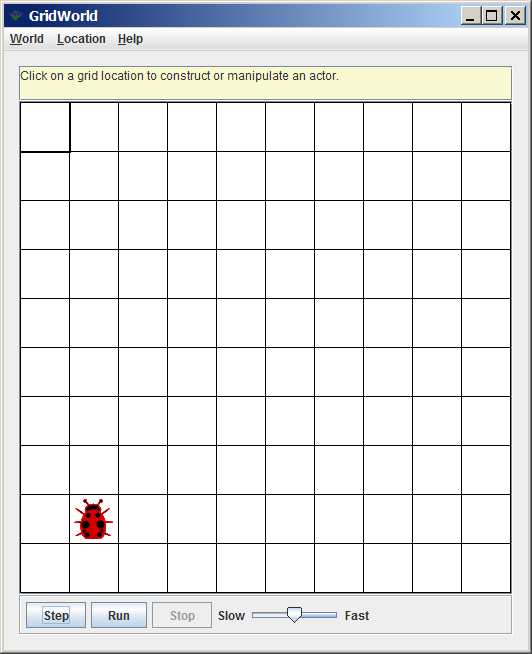 GridWorld
World Location Help
Click on a grid location to construct or manipulate an actor.
Step Run Stop Slow Fast